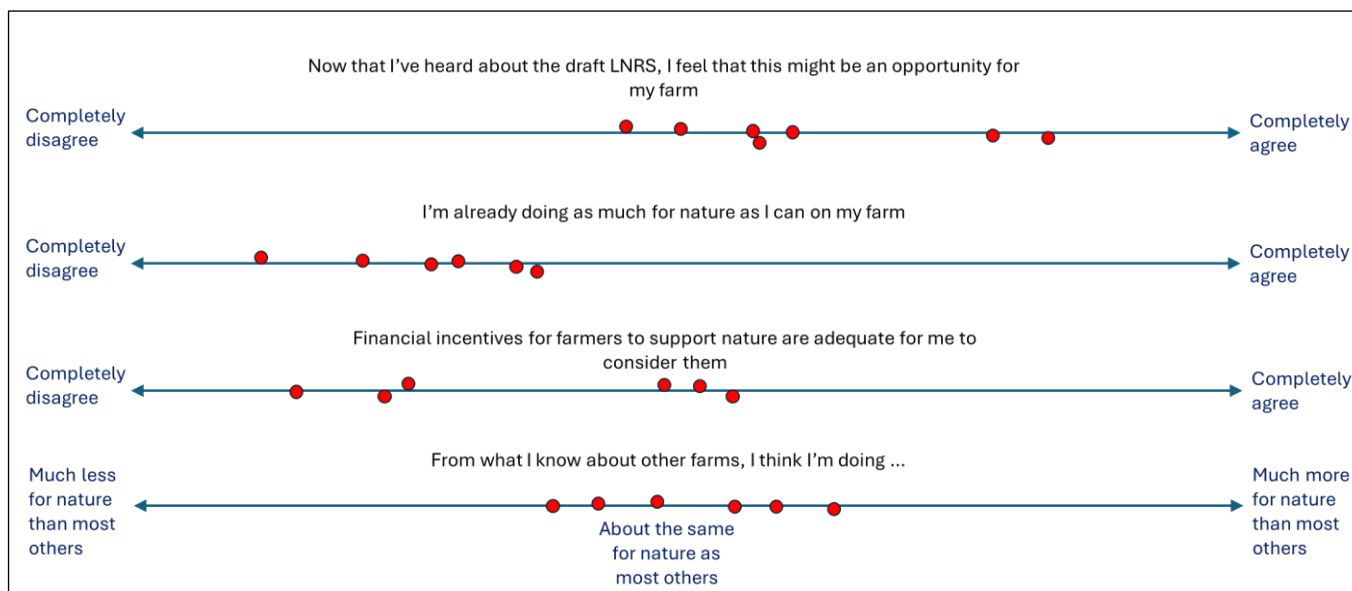 Now that I’ve heard about the draft LNRS, I feel that this might be an opportunity for
my farm
Completely
disagree
Completely
agree
I’m already doing as much for nature as I can on my farm
Completely
disagree
Completely
agree
Financial incentives for farmers to support nature are adequate for me to
consider them
Completely
disagree
Completely
agree
From what I know about other farms, I think I’m doing ...
Much less
for nature
than most
others
About the same
for nature as
most others
Much more
for nature
than most
others